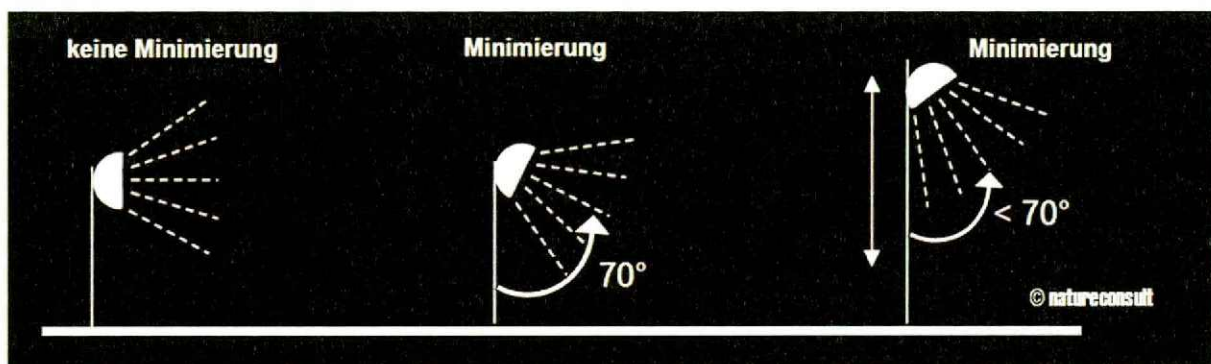 keine Minimierung
Minimierung
Minimierung
70°
< 70°
© natureconsult